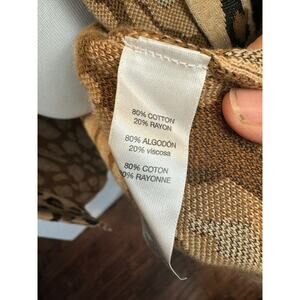 80% COTTON
20% RAYON
80% ALGODÓN
20% viscosa
80% COTON
20% RAYONNE